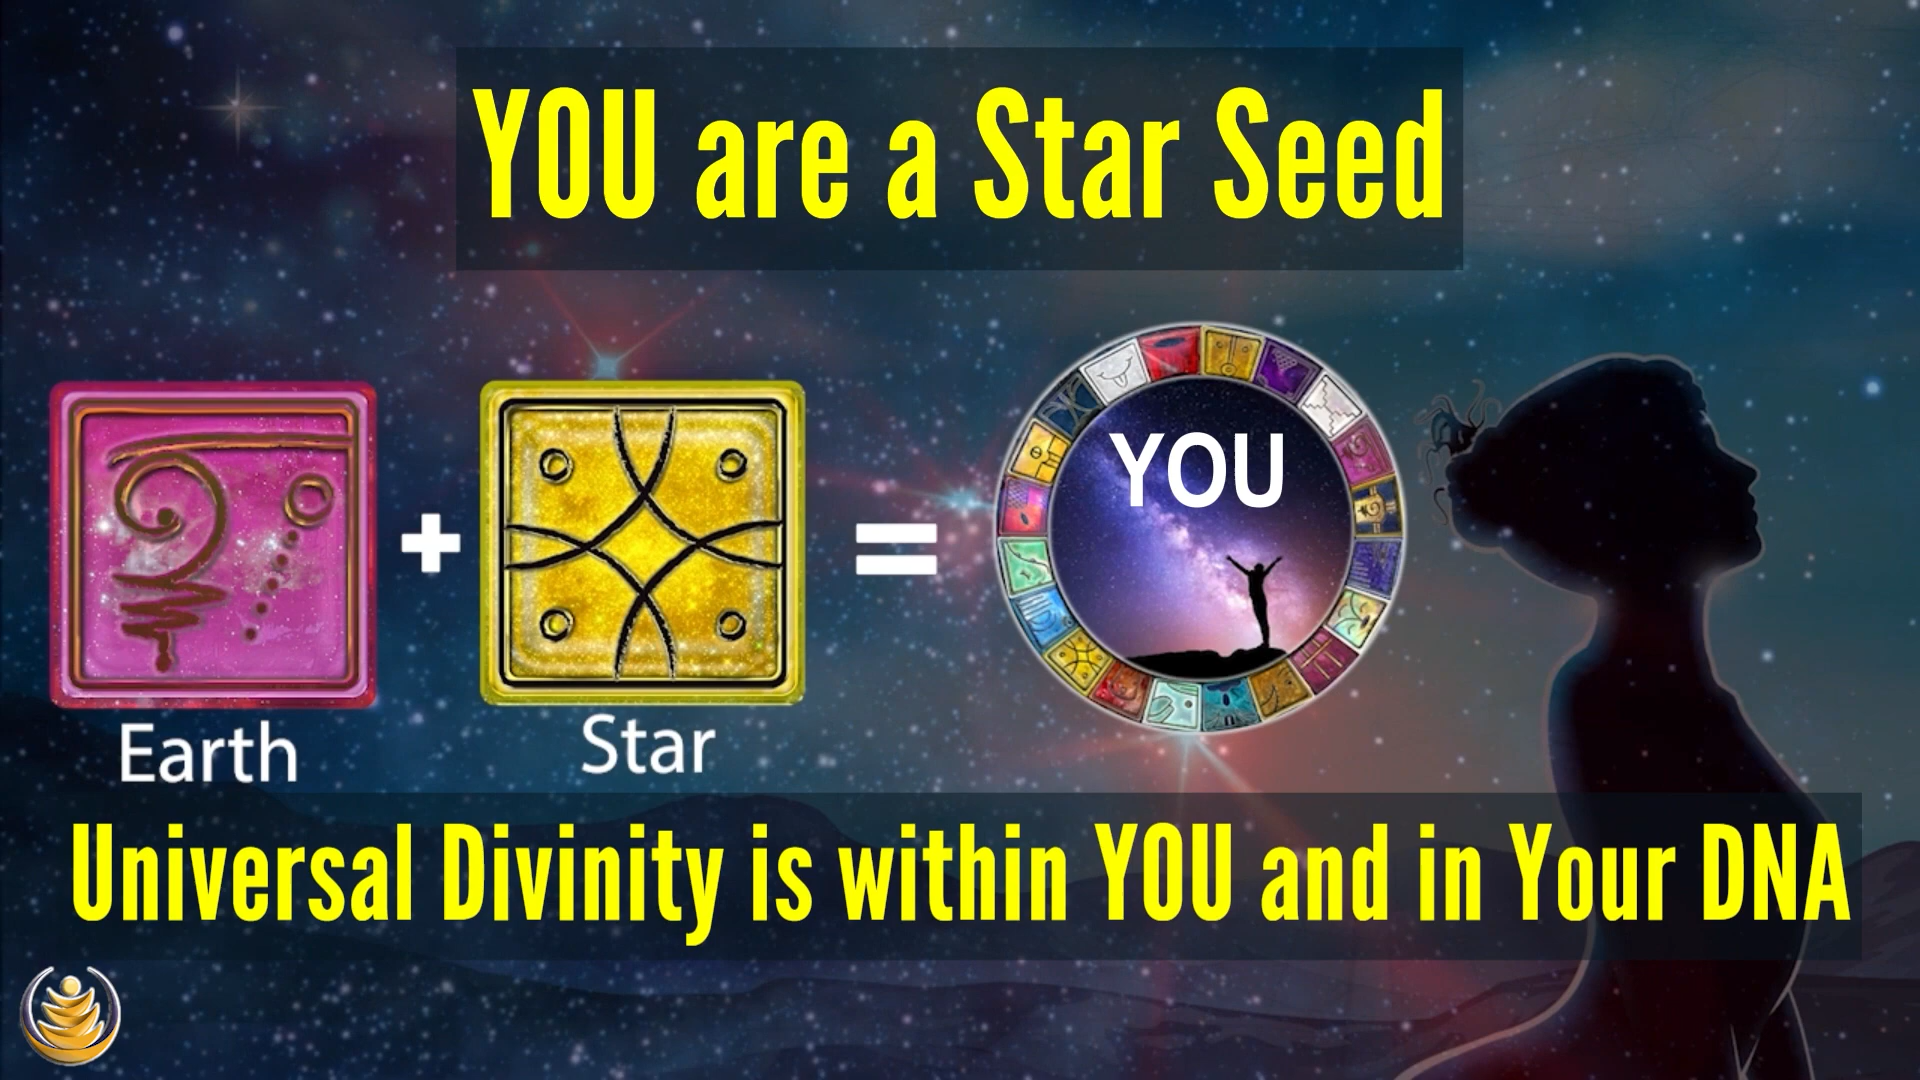 YOU are a Star Seed
+
=
YOU
Earth
Star
Universal Divinity is within YOU and in Your DNA